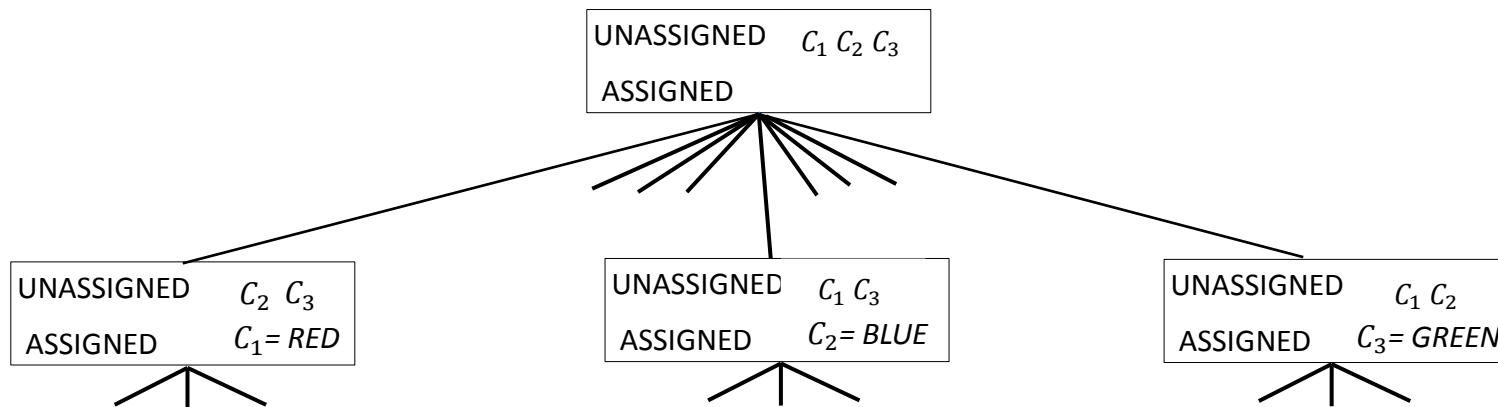 UNASSIGNED C₁ C₂ C₃
ASSIGNED
UNASSIGNED C₂ C₃
ASSIGNED C₁= RED
UNASSIGNED C₁ C₃
ASSIGNED C₂= BLUE
UNASSIGNED C₁ C₂
ASSIGNED C₃= GREEN